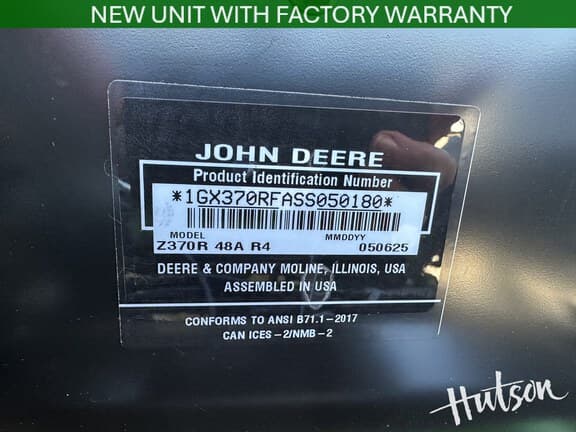 NEW UNIT WITH FACTORY WARRANTY
JOHN DEERE
Product Identification Number
*1GX370RFASS050180*
MODEL MMDDYY
Z370R 48A R4 050625
DEERE & COMPANY MOLINE, ILLINOIS, USA
ASSEMBLED IN USA
CONFORMS TO ANSI B71.1-2017
CAN ICES-2/NMB-2
Hutson